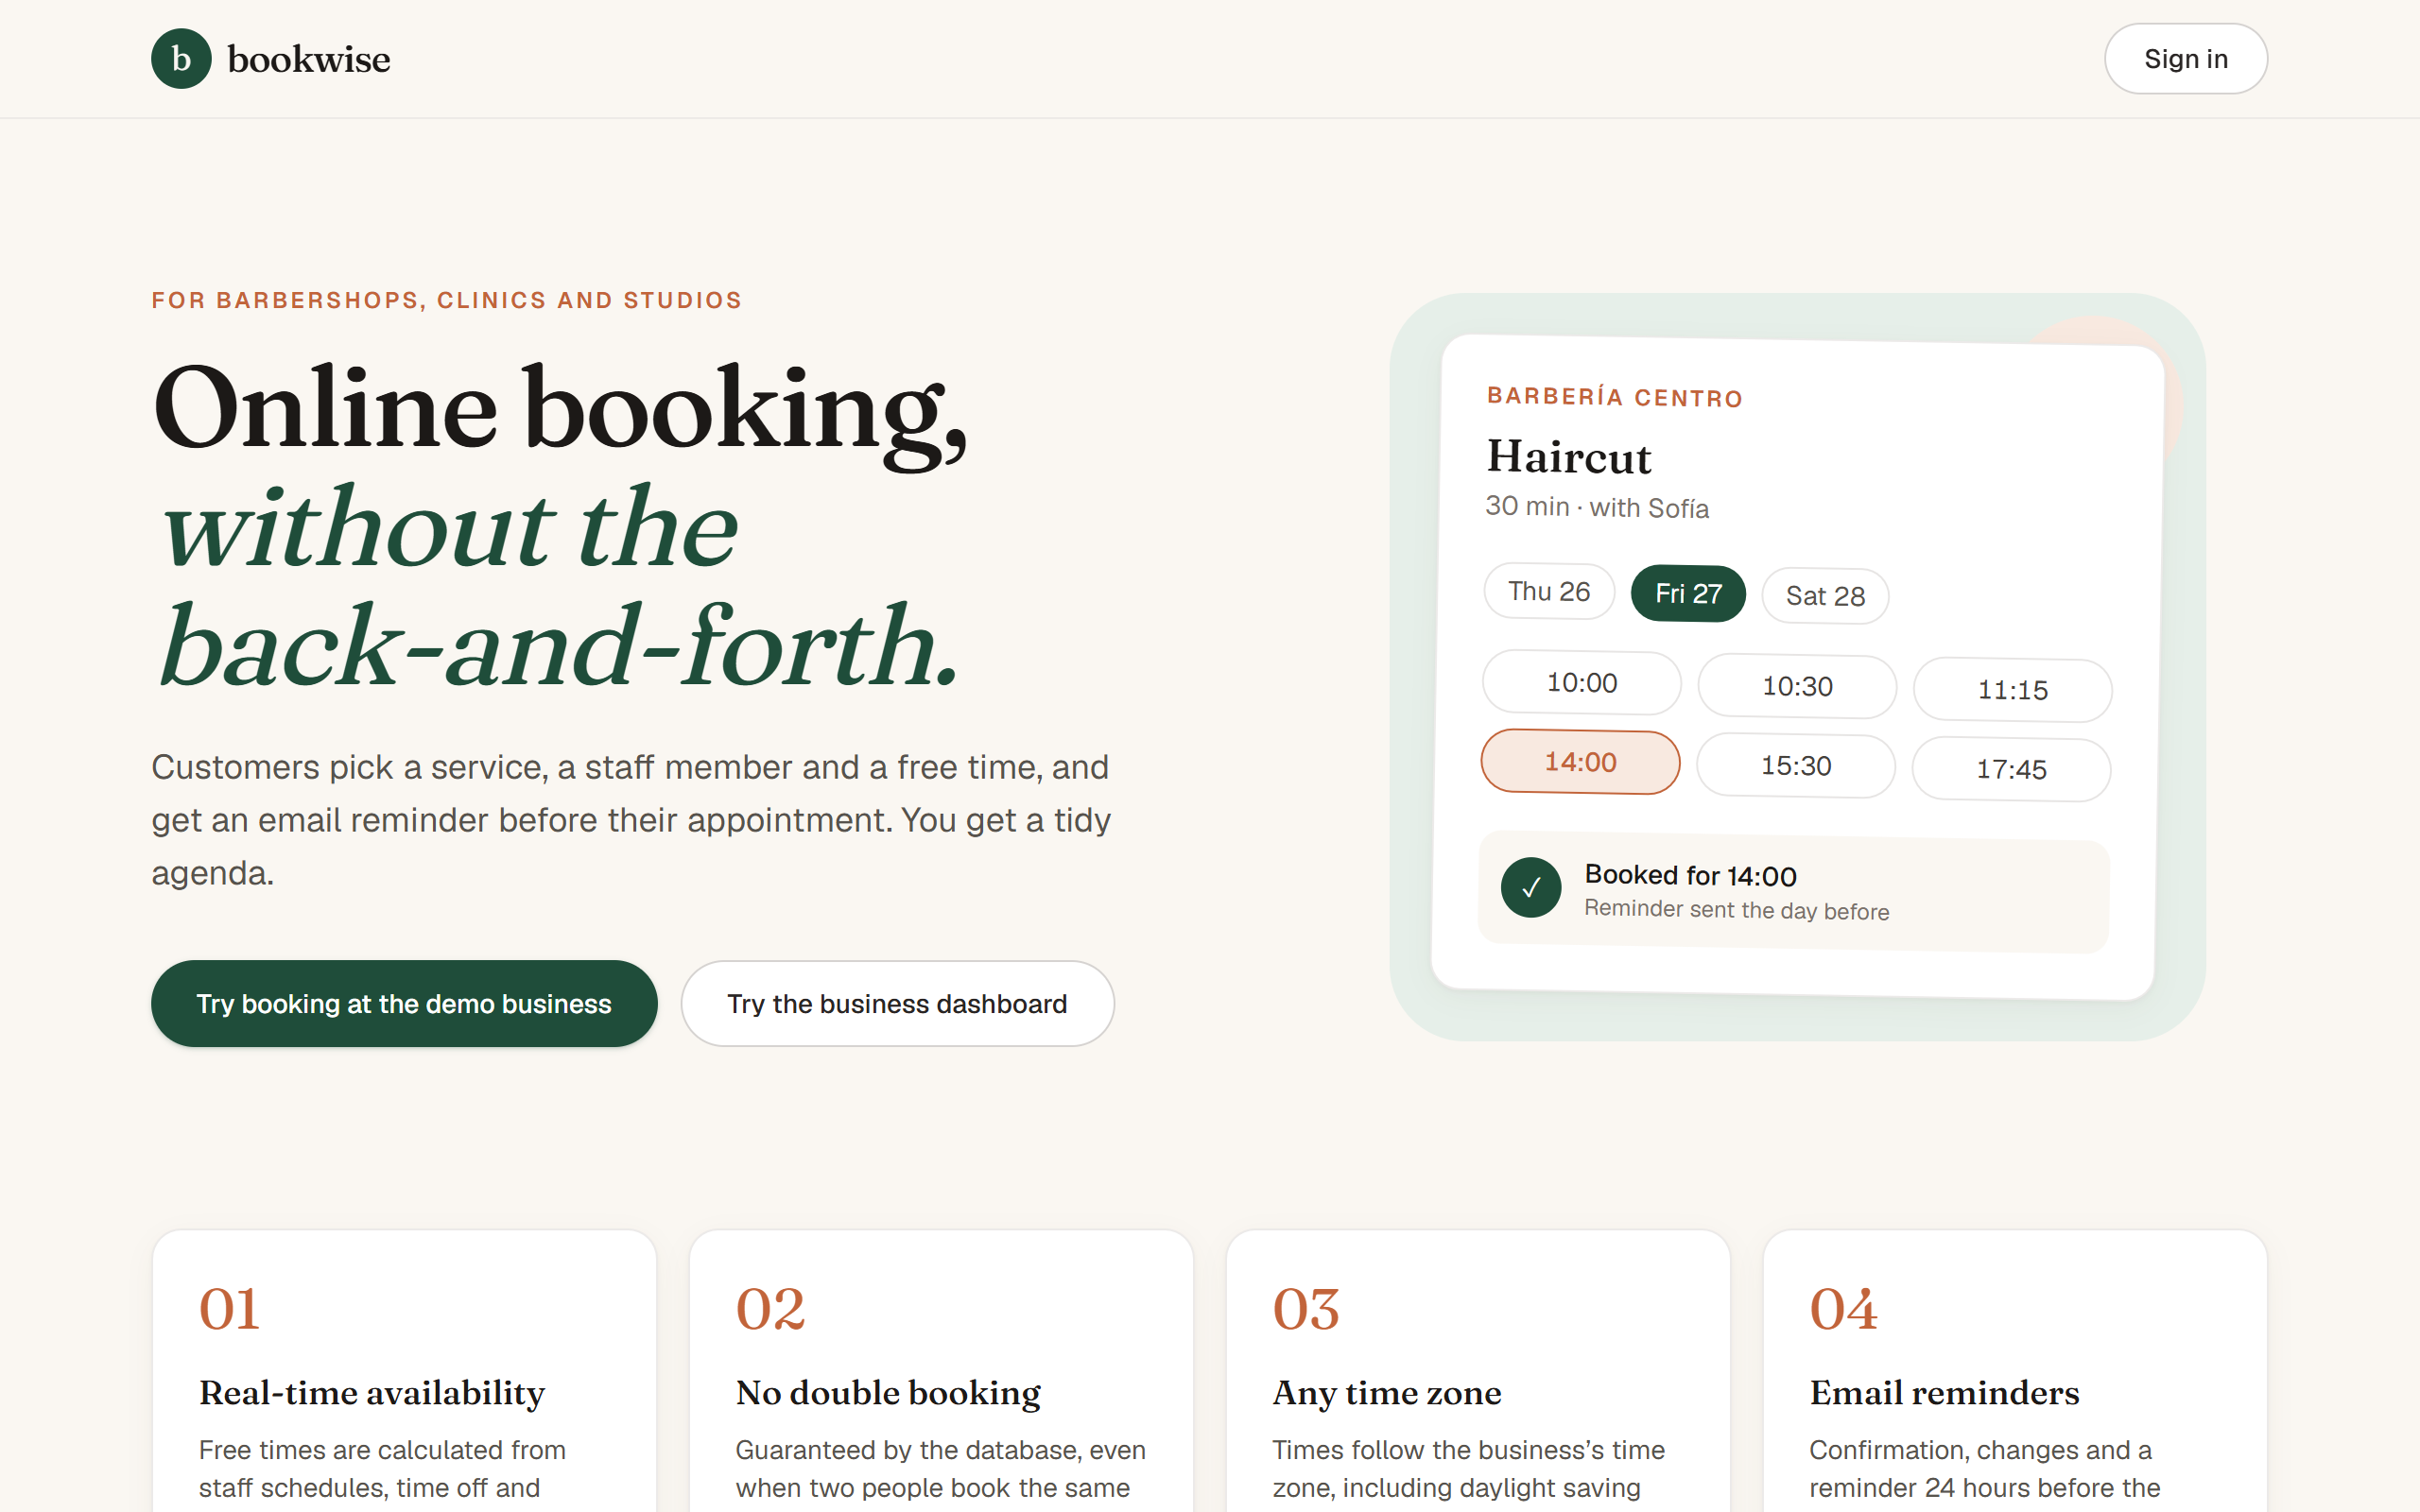 b bookwise
Sign in
FOR BARBERSHOPS, CLINICS AND STUDIOS
Online booking,
without the
back-and-forth.
Customers pick a service, a staff member and a free time, and
get an email reminder before their appointment. You get a tidy
agenda.
Try booking at the demo business
Try the business dashboard
BARBERÍA CENTRO
Haircut
30 min · with Sofía
Thu 26 Fri 27 Sat 28
10:00 10:30 11:15
14:00 15:30 17:45
✓
Booked for 14:00
Reminder sent the day before
01
Real-time availability
Free times are calculated from
staff schedules, time off and
02
No double booking
Guaranteed by the database, even
when two people book the same
03
Any time zone
Times follow the business’s time
zone, including daylight saving
04
Email reminders
Confirmation, changes and a
reminder 24 hours before the